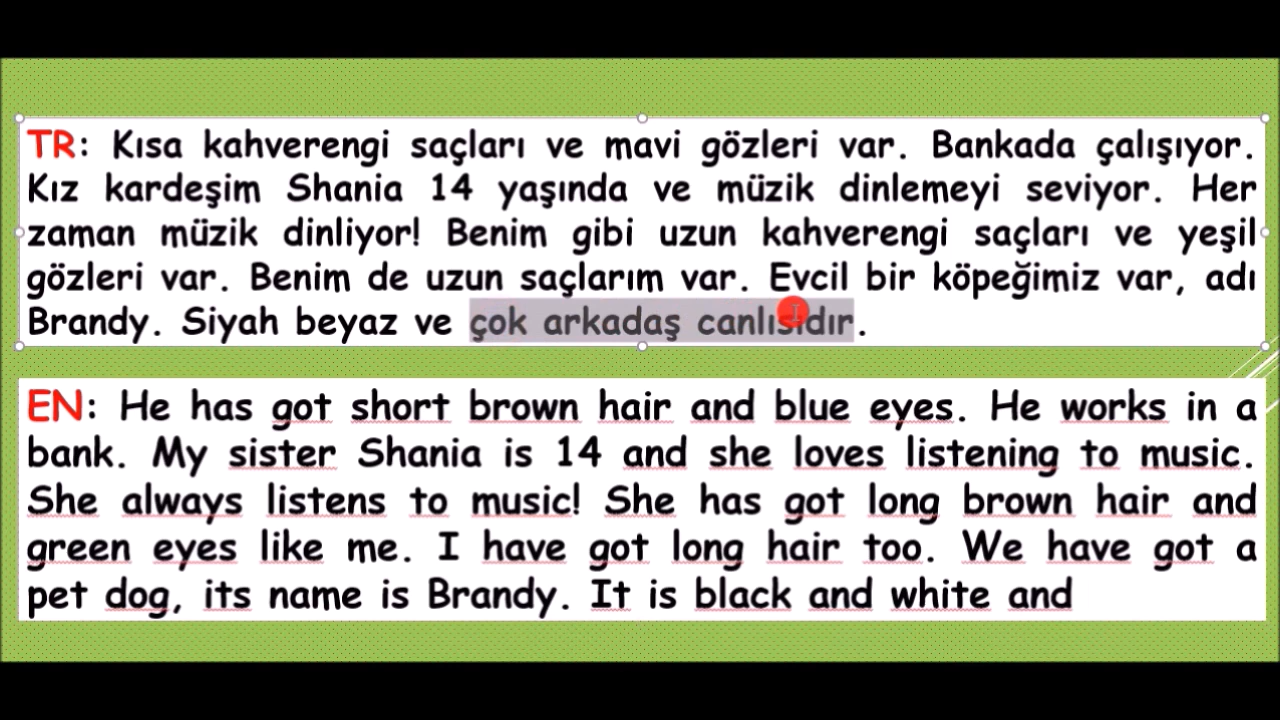 TR: Kısa kahverengi saçları ve mavi gözleri var. Bankada çalışıyor.
Kız kardeşim Shania 14 yaşında ve müzik dinlemeyi seviyor. Her
zaman müzik dinliyor! Benim gibi uzun kahverengi saçları ve yeşil
gözleri var. Benim de uzun saçlarım var. Evcil bir köpeğimiz var, adı
Brandy. Siyah beyaz ve çok arkadaş canlısıdır.
EN: He has got short brown hair and blue eyes. He works in a
bank. My sister Shania is 14 and she loves listening to music.
She always listens to music! She has got long brown hair and
green eyes like me. I have got long hair too. We have got a
pet dog, its name is Brandy. It is black and white and